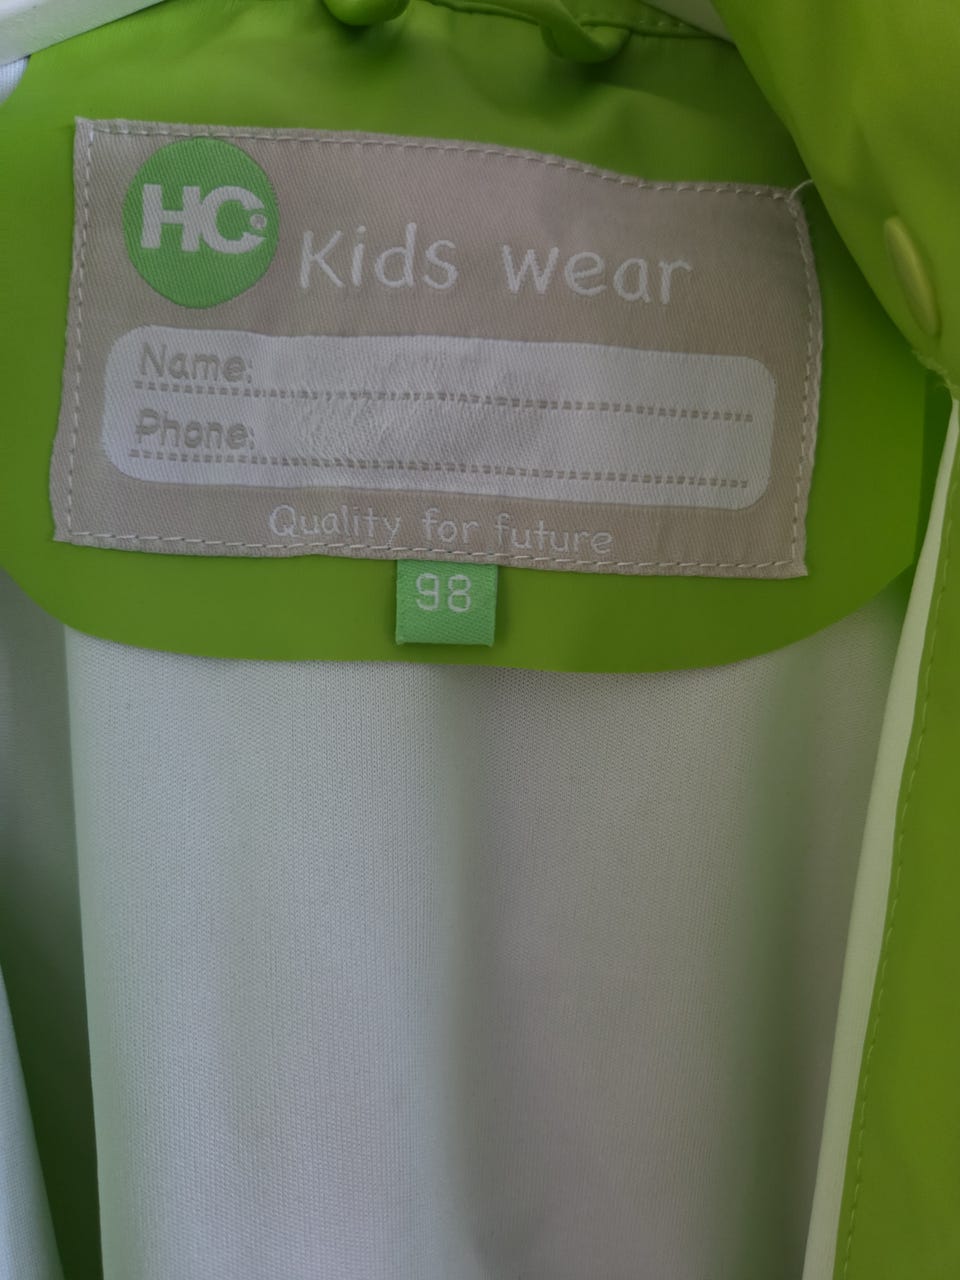 HC®
Kids wear
Name:
Phone:
Quality for future
98